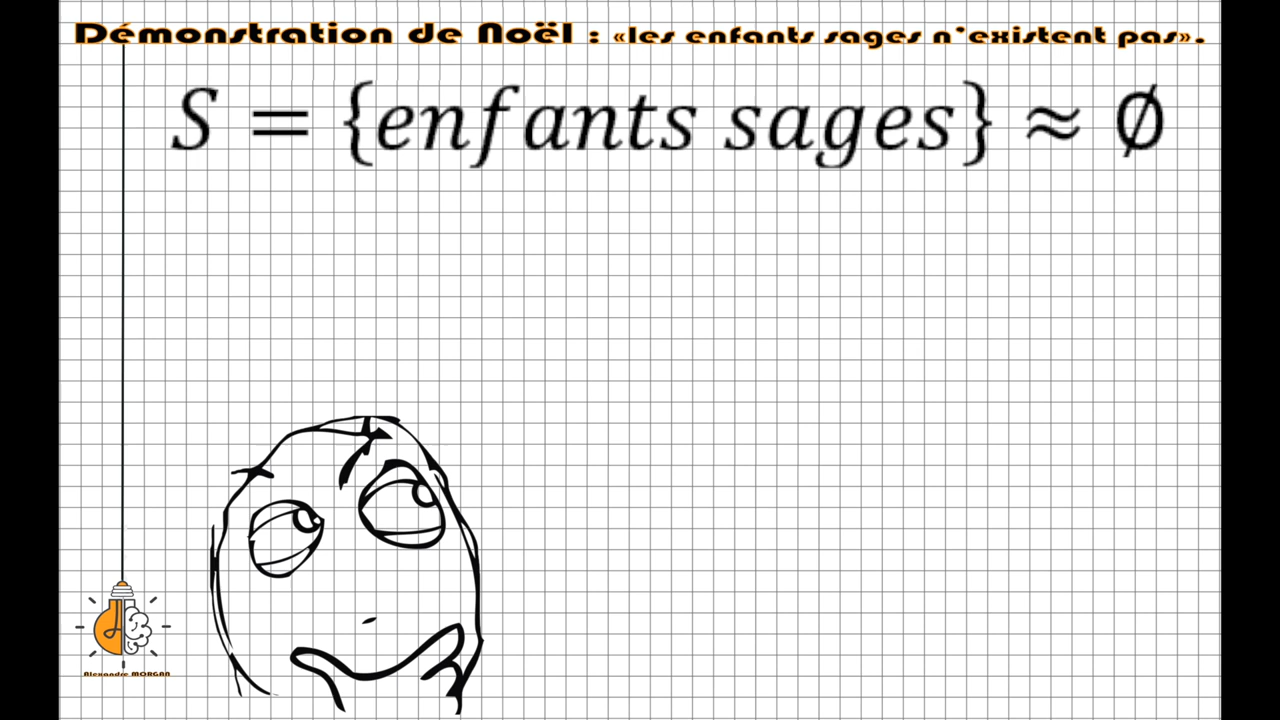 Démonstration de Noël : «les enfants sages n'existent pas».
S = {enfants sages} ≈ ∅
Alexandre MORGAN